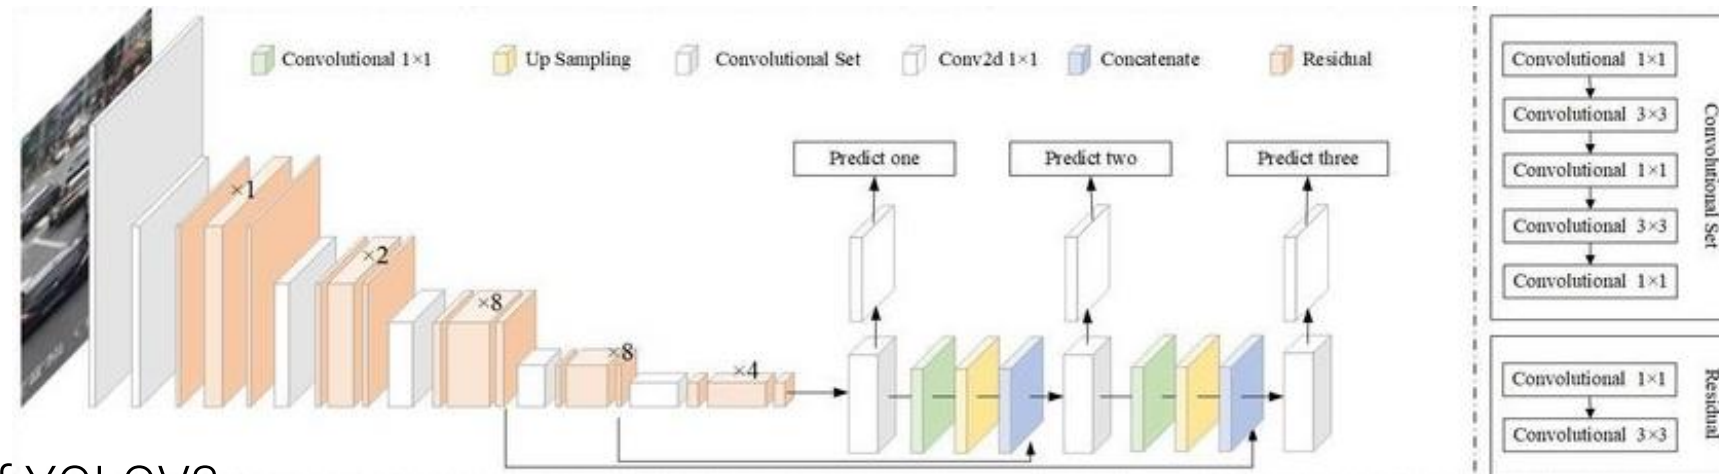 Convolutional 1×1
Up Sampling
Convolutional Set
Conv2d 1×1
Concatenate
Residual
×1
×2
×8
×8
×4
Predict one
Predict two
Predict three
Convolutional 1×1
Convolutional 3×3
Convolutional 1×1
Convolutional 3×3
Convolutional 1×1
Convolutional Set
Convolutional 1×1
Convolutional 3×3
Residual